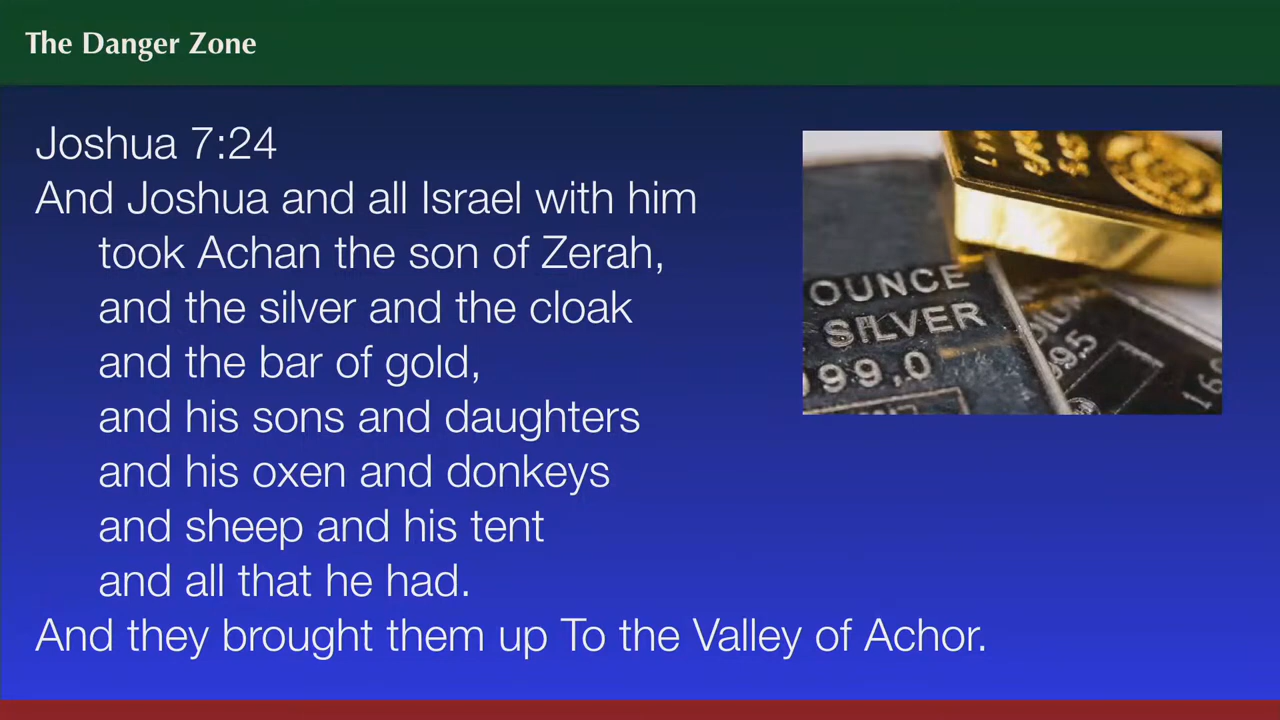 The Danger Zone
Joshua 7:24
And Joshua and all Israel with him
took Achan the son of Zerah,
and the silver and the cloak
and the bar of gold,
and his sons and daughters
and his oxen and donkeys
and sheep and his tent
and all that he had.
And they brought them up To the Valley of Achor.
OUNCE
SILVER
99.0